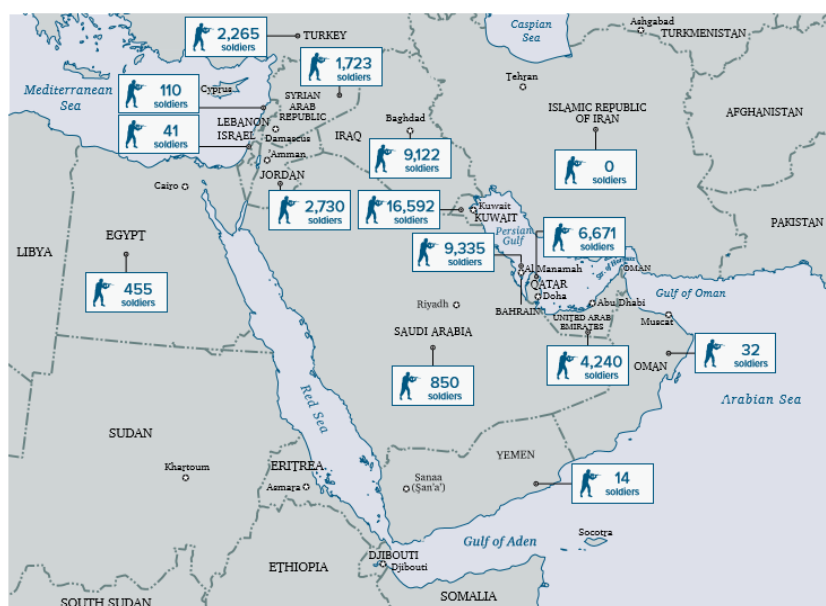 Caspian
Sea
Ashgabad
TURKMENISTAN
2,265
soldiers
TURKEY
1,723
soldiers
Mediterranean
Sea
Cyprus
110
soldiers
SYRIAN
ARAB
REPUBLIC
Tehran
ISLAMIC REPUBLIC
OF IRAN
AFGHANISTAN
LEBANON
41
soldiers
ISRAEL
Damascus
IRAQ
Baghdad
9,122
soldiers
0
soldiers
Amman
JORDAN
Cairo
2,730
soldiers
16,592
soldiers
Kuwait
KUWAIT
PAKISTAN
LIBYA
EGYPT
455
soldiers
9,335
soldiers
Persian
Gulf
6,671
soldiers
Al Manamah
Str. of Hormuz
OMAN
QATAR
Doha
BAHRAIN
Abu Dhabi
Gulf of Oman
Riyadh
UNITED ARAB
EMIRATES
Muscat
SAUDI ARABIA
850
soldiers
4,240
soldiers
OMAN
32
soldiers
Red Sea
Arabian Sea
SUDAN
Khartoum
ERITREA
Asmara
YEMEN
Sanaa
(Şan'a')
14
soldiers
Gulf of Aden
Socotra
DJIBOUTI
Djibouti
ETHIOPIA
SOUTH SUDAN
SOMALIA